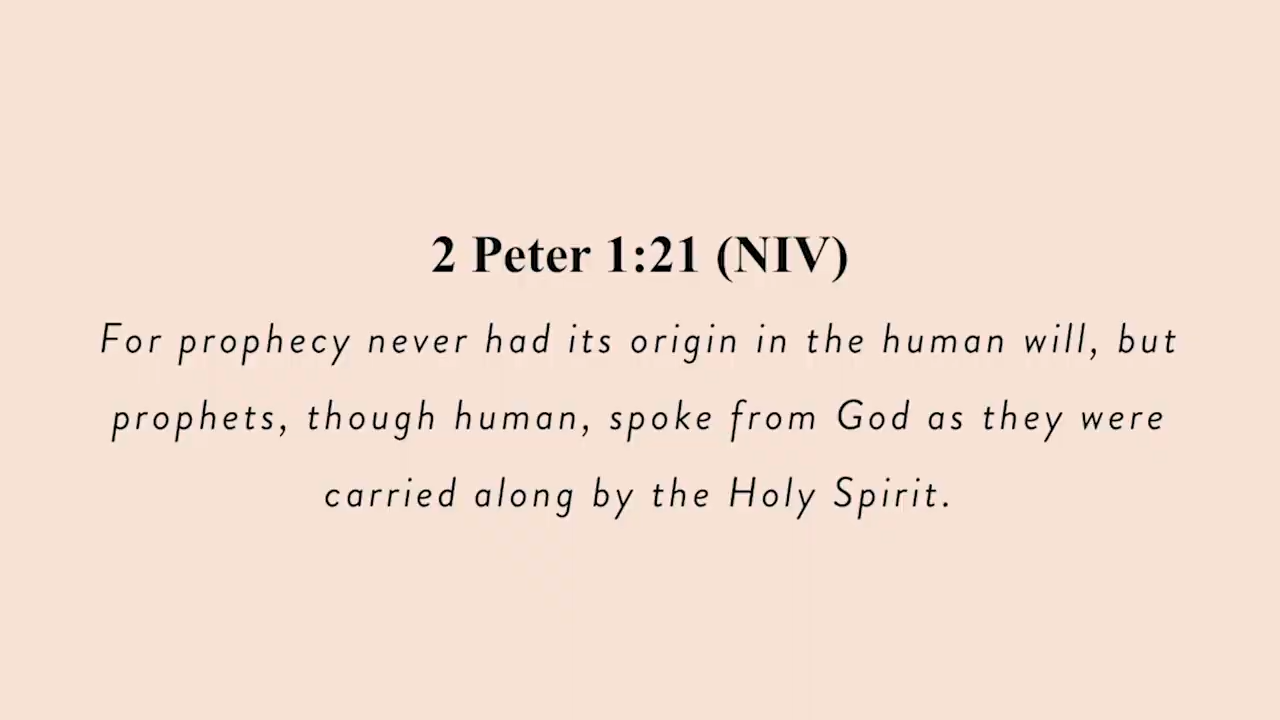 2 Peter 1:21 (NIV)
For prophecy never had its origin in the human will, but
prophets, though human, spoke from God as they were
carried along by the Holy Spirit.